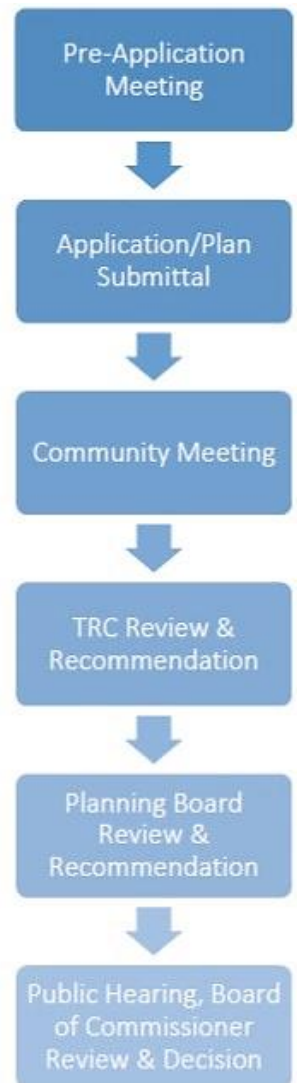 Pre-Application
Meeting
Application/Plan
Submittal
Community Meeting
TRC Review &
Recommendation
Planning Board
Review &
Recommendation
Public Hearing, Board
of Commissioner
Review & Decision